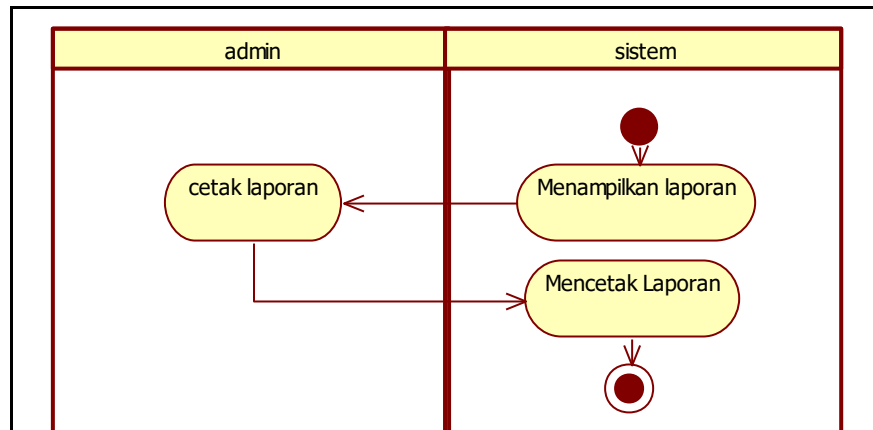 admin
sistem
cetak laporan
Menampilkan laporan
Mencetak Laporan